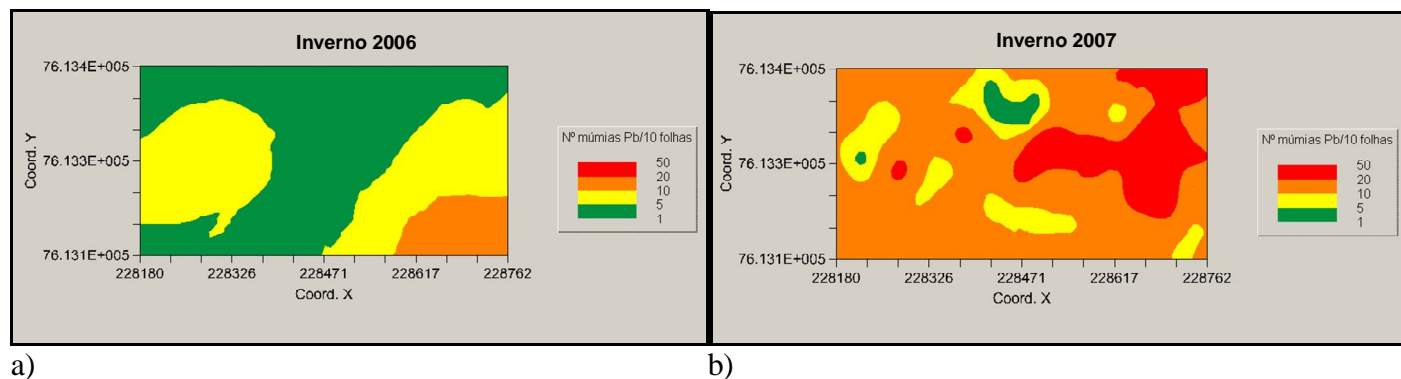 Inverno 2006
76.134E+005
76.133E+005
76.131E+005
Coord. Y
228180 228326 228471 228617 228762
Coord. X
Nº múmias Pb/10 folhas
50
20
10
5
1
a)
Inverno 2007
76.134E+005
76.133E+005
76.131E+005
Coord. Y
228180 228326 228471 228617 228762
Coord. X
Nº múmias Pb/10 folhas
50
20
10
5
1
b)